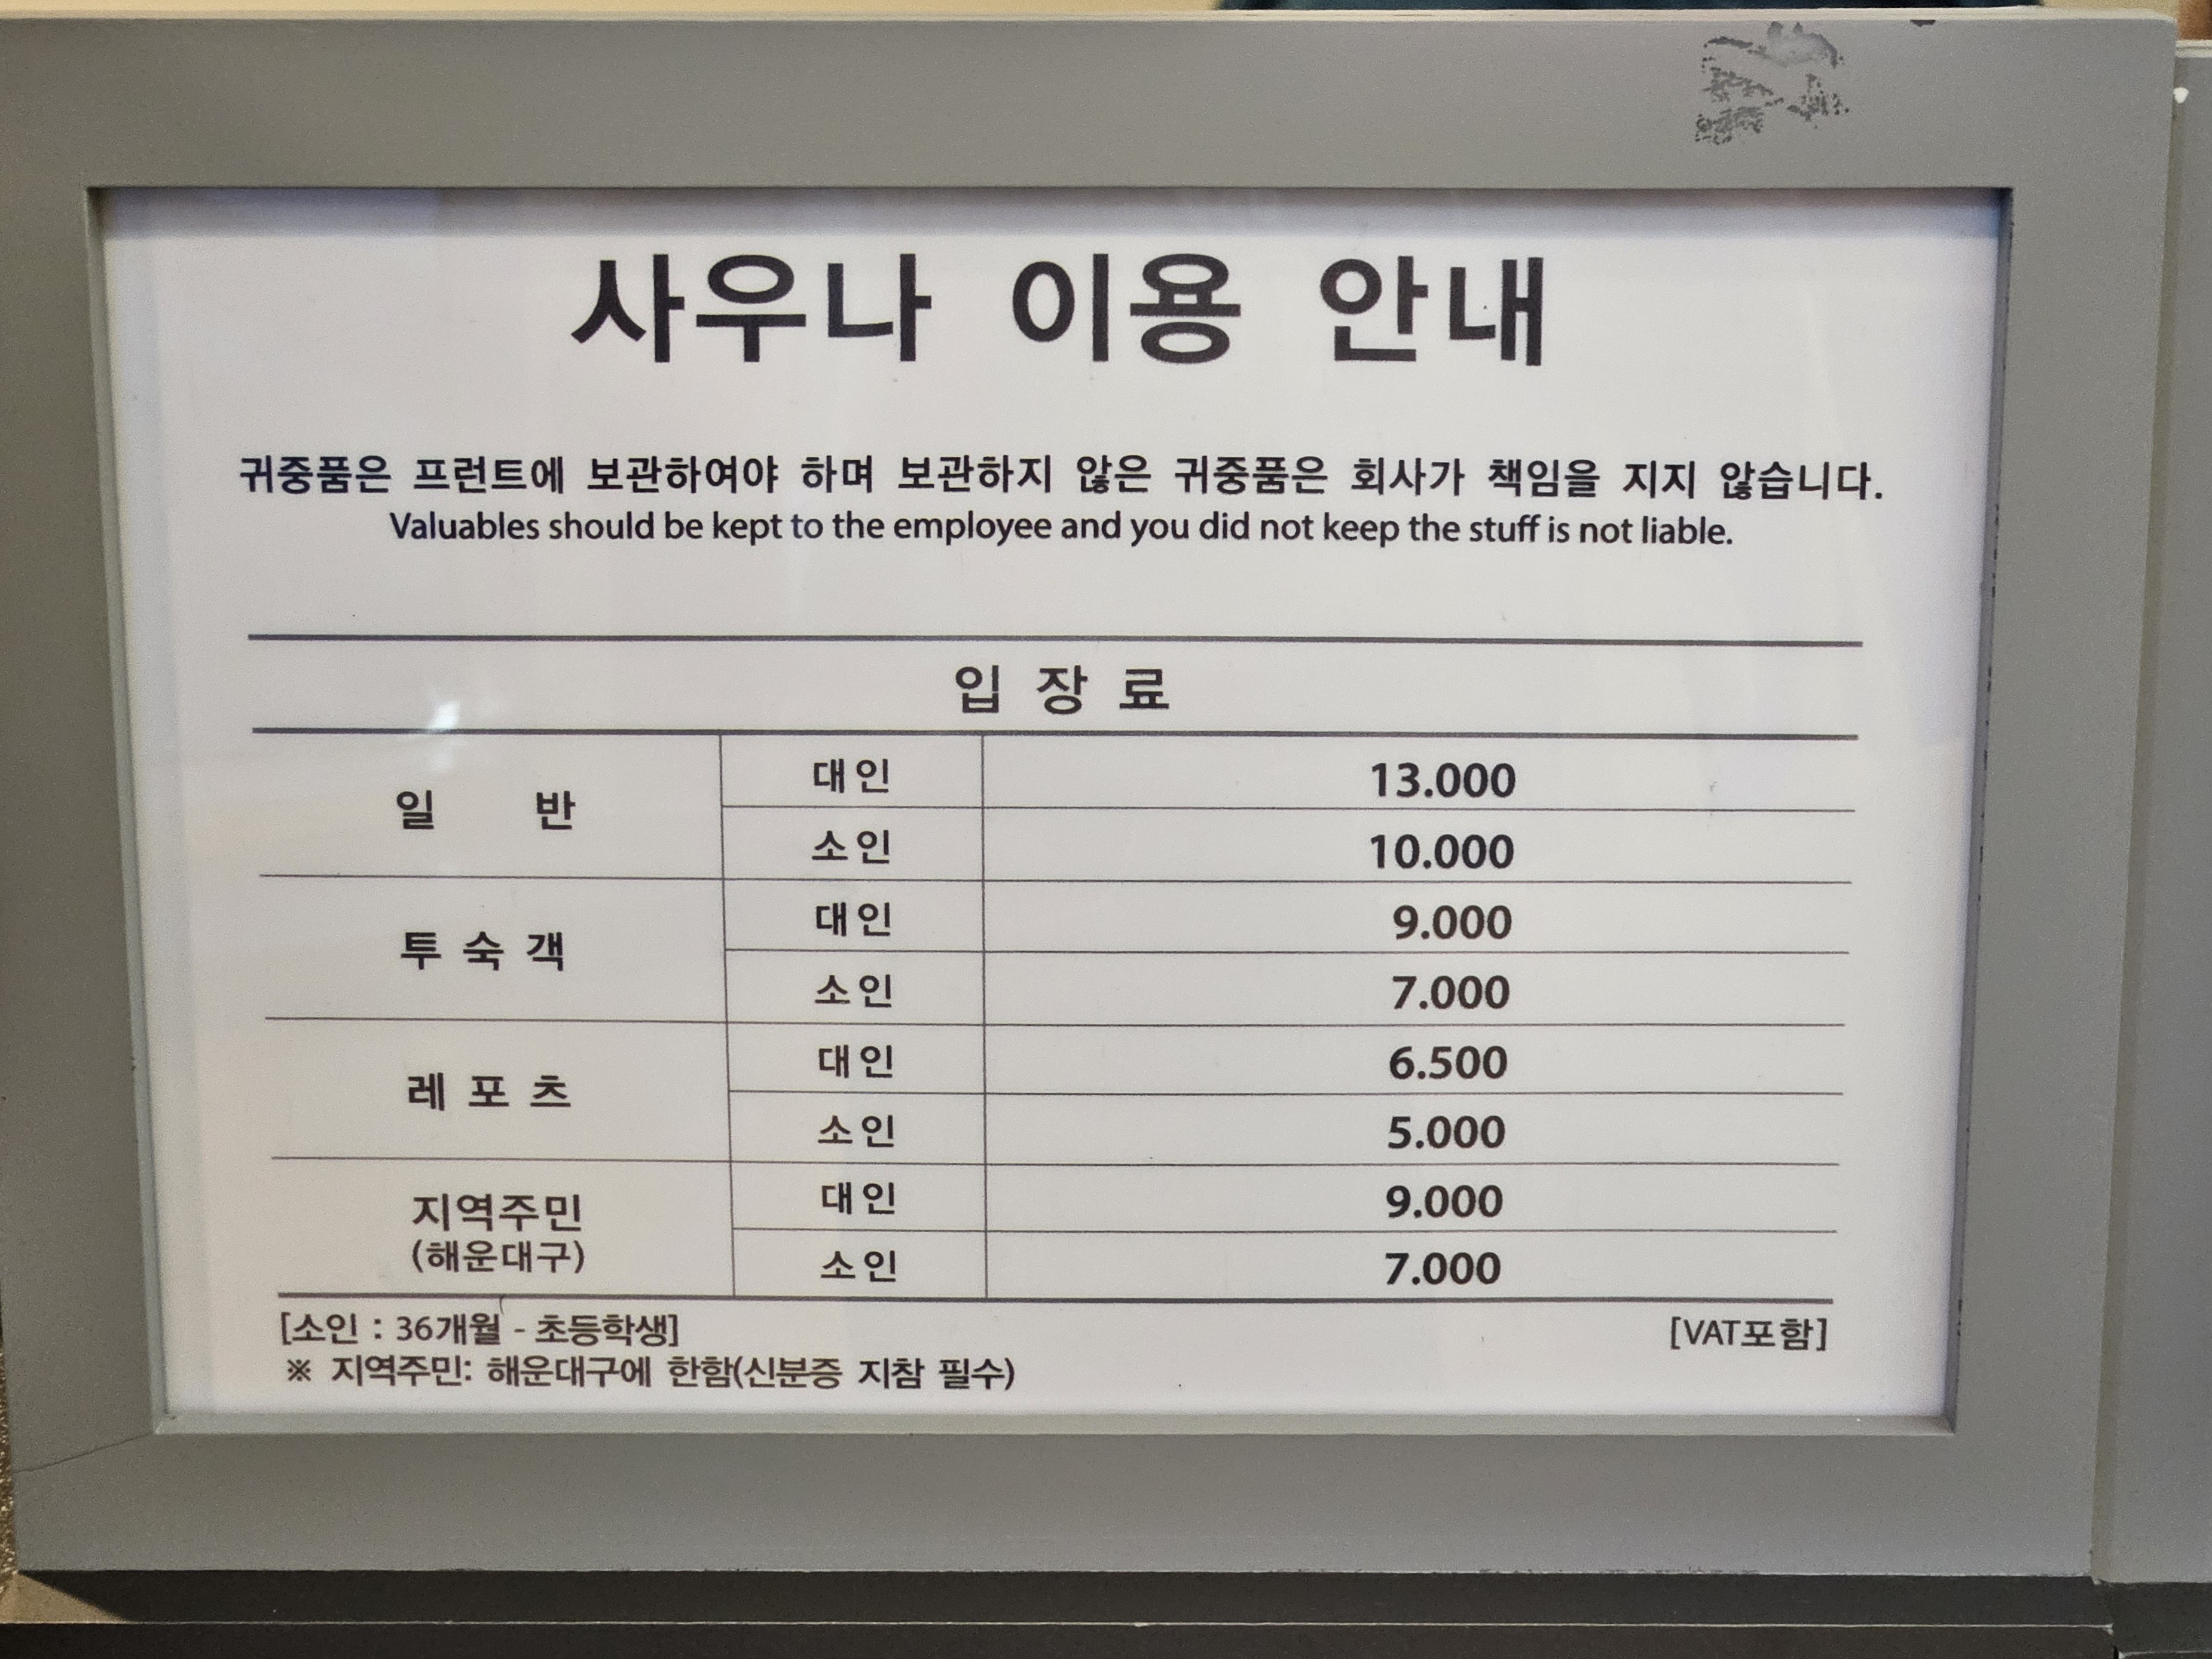 사우나 이용 안내
귀중품은 프런트에 보관하여야 하며 보관하지 않은 귀중품은 회사가 책임을 지지 않습니다.
Valuables should be kept to the employee and you did not keep the stuff is not liable.
입 장 료
일 반 대인 13.000
소인 10.000
투 숙 객 대인 9.000
소인 7.000
레 포 츠 대인 6.500
소인 5.000
지역주민 대인 9.000
(해운대구) 소인 7.000
[소인 : 36개월 - 초등학생] [VAT포함]
※ 지역주민: 해운대구에 한함(신분증 지참 필수)